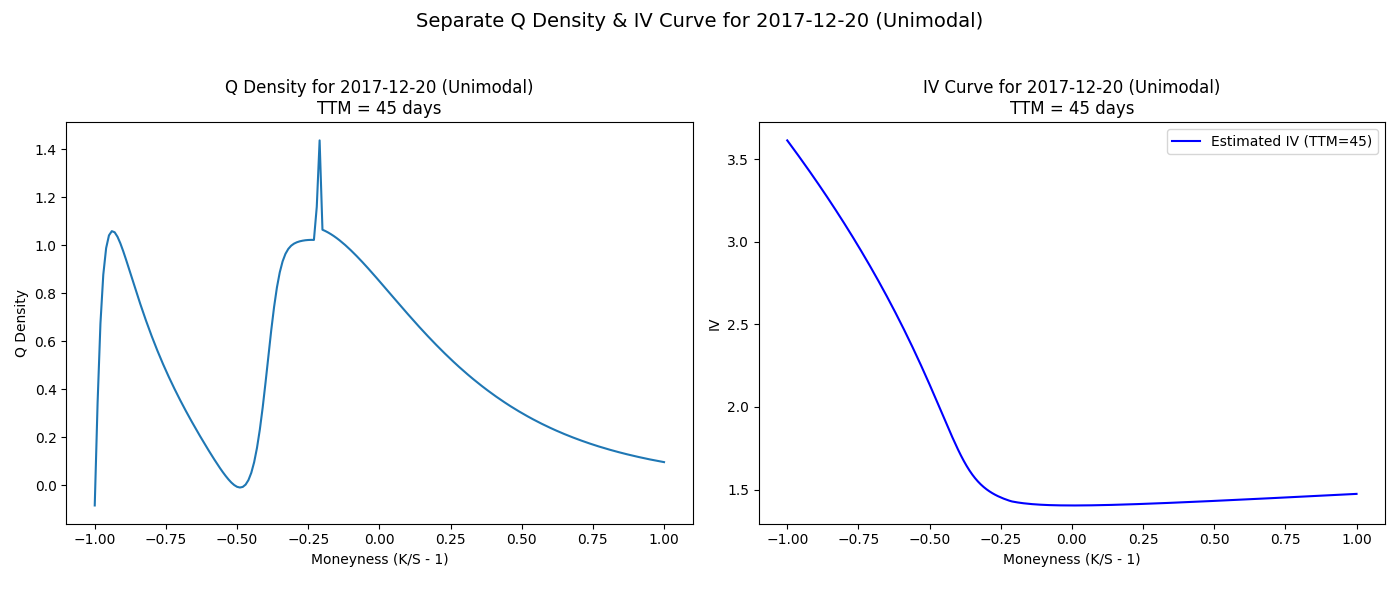 Separate Q Density & IV Curve for 2017-12-20 (Unimodal)
Q Density for 2017-12-20 (Unimodal)
TTM = 45 days
Q Density
1.4
1.2
1.0
0.8
0.6
0.4
0.2
0.0
−1.00 −0.75 −0.50 −0.25 0.00 0.25 0.50 0.75 1.00
Moneyness (K/S - 1)
IV Curve for 2017-12-20 (Unimodal)
TTM = 45 days
Estimated IV (TTM=45)
IV
3.5
3.0
2.5
2.0
1.5
−1.00 −0.75 −0.50 −0.25 0.00 0.25 0.50 0.75 1.00
Moneyness (K/S - 1)